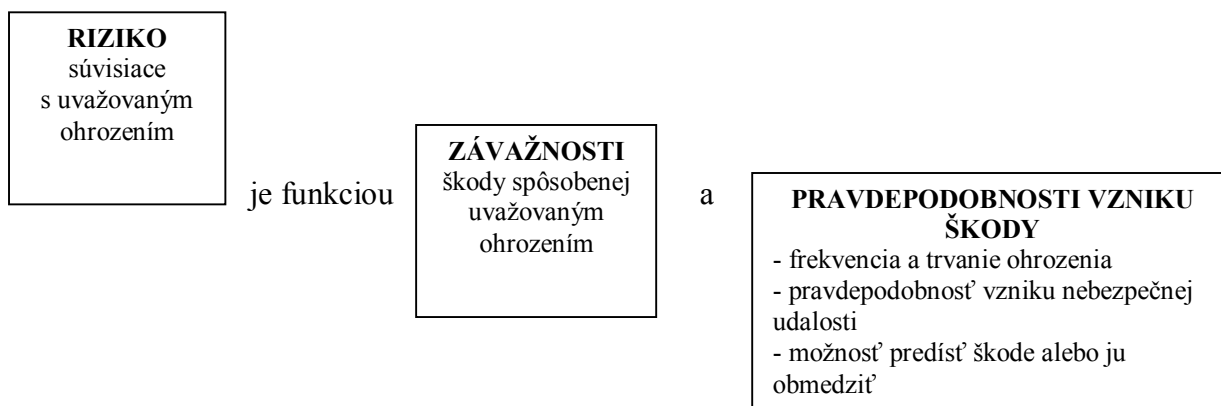 RIZIKO
súvisiace
s uvažovaným
ohrozením
je funkciou
ZÁVAŽNOSTI
škody spôsobenej
uvažovaným
ohrozením
a
PRAVDEPODOBNOSTI VZNIKU
ŠKODY
- frekvencia a trvanie ohrozenia
- pravdepodobnosť vzniku nebezpečnej
udalosti
- možnosť predísť škode alebo ju
obmedziť